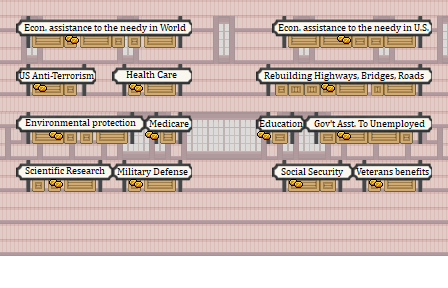 Econ. assistance to the needy in World
Econ. assistance to the needy in U.S.
US Anti-Terrorism
Health Care
Rebuilding Highways, Bridges, Roads
Environmental protection
Medicare
Education
Gov't Asst. To Unemployed
Scientific Research
Military Defense
Social Security
Veterans benefits